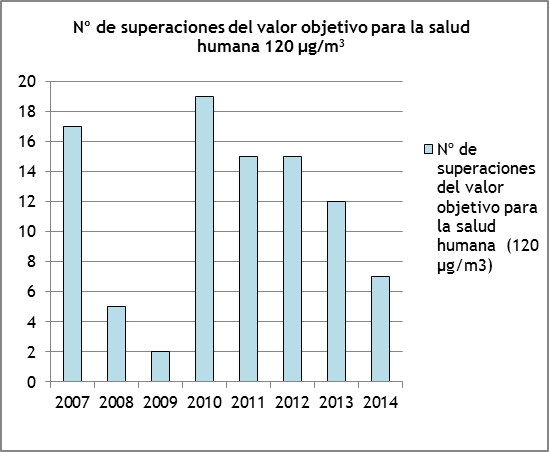 Nº de superaciones del valor objetivo para la salud
humana 120 µg/m³
20
18
16
14
12
10
8
6
4
2
0
2007 2008 2009 2010 2011 2012 2013 2014
Nº de
superaciones
del valor
objetivo para
la salud
humana (120
µg/m3)